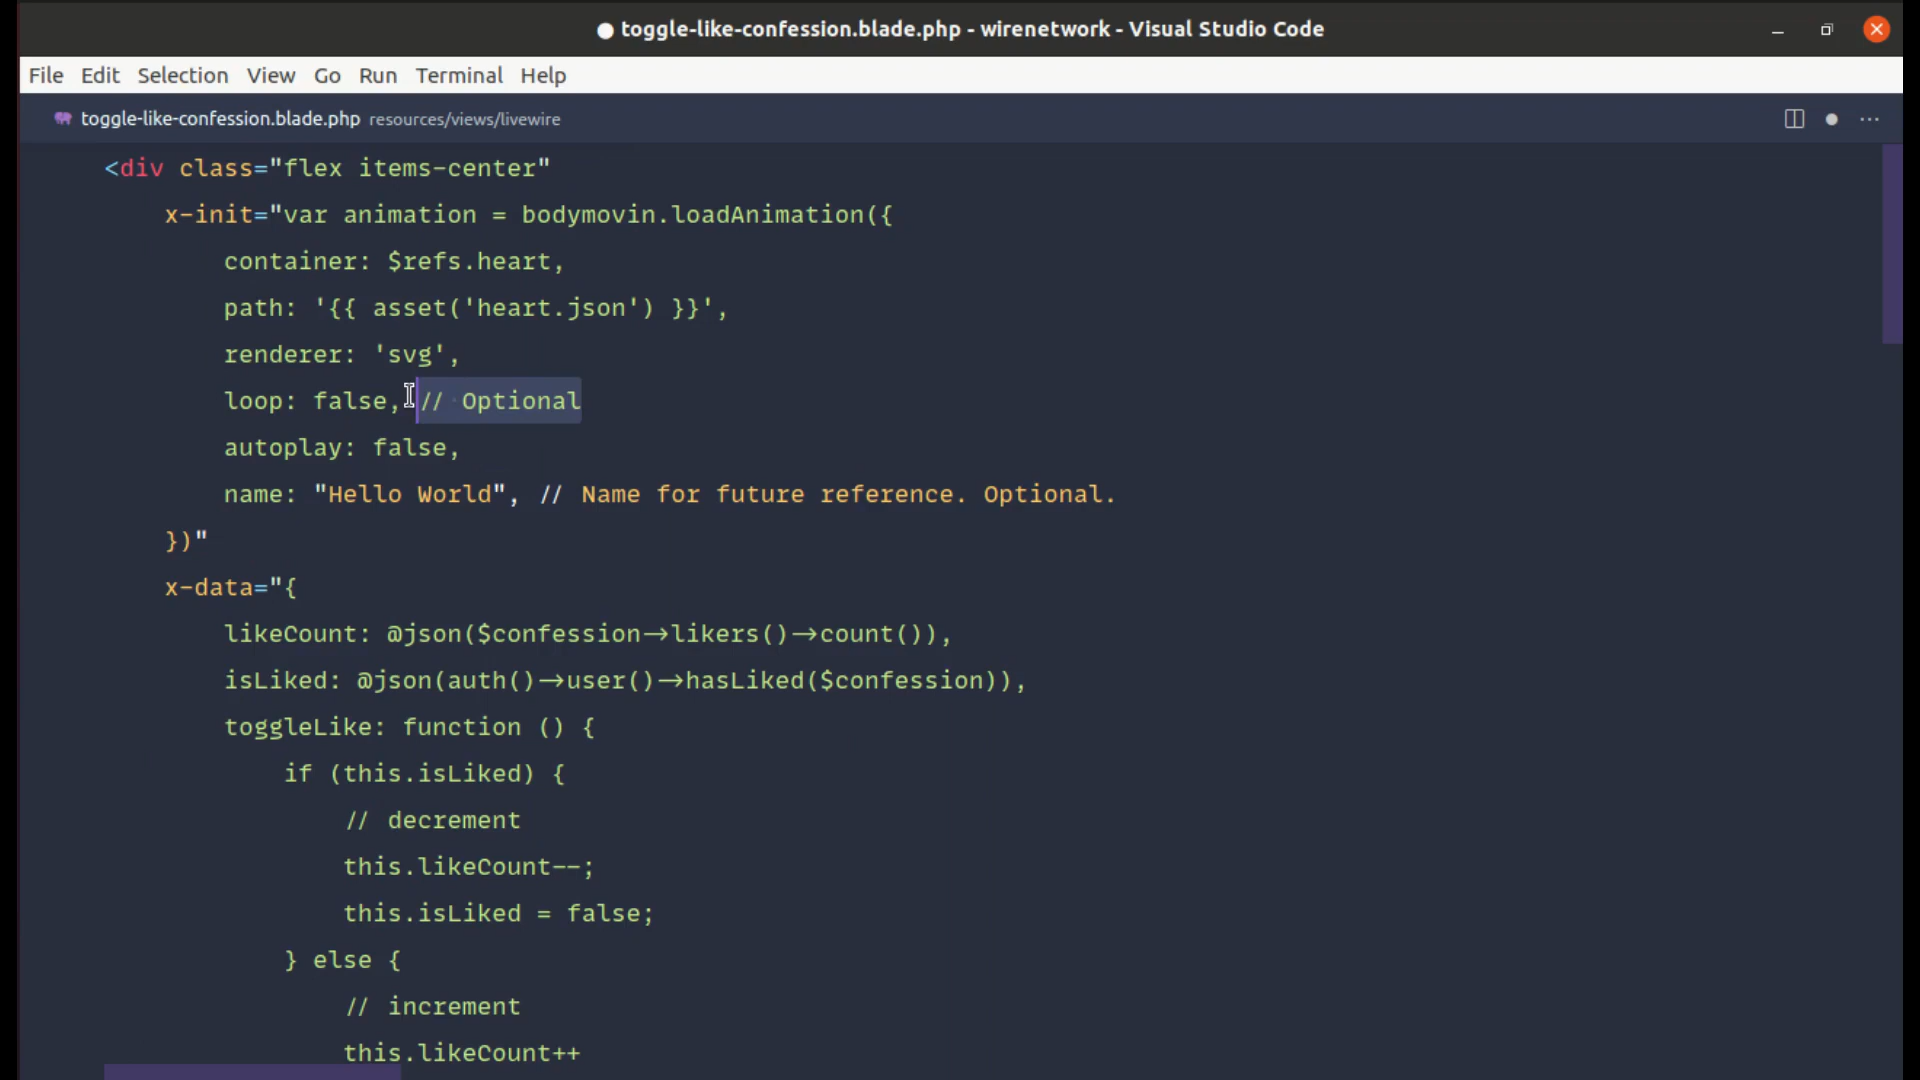 ● toggle-like-confession.blade.php - wirenetwork - Visual Studio Code
File Edit Selection View Go Run Terminal Help
toggle-like-confession.blade.php resources/views/livewire
<div class="flex items-center"
x-init="var animation = bodymovin.loadAnimation({
container: $refs.heart,
path: '{{ asset('heart.json') }}',
renderer: 'svg',
loop: false, // Optional
autoplay: false,
name: "Hello World", // Name for future reference. Optional.
})"
x-data="{
likeCount: @json($confession->likers()->count()),
isLiked: @json(auth()->user()->hasLiked($confession)),
toggleLike: function () {
if (this.isLiked) {
// decrement
this.likeCount--;
this.isLiked = false;
} else {
// increment
this.likeCount++